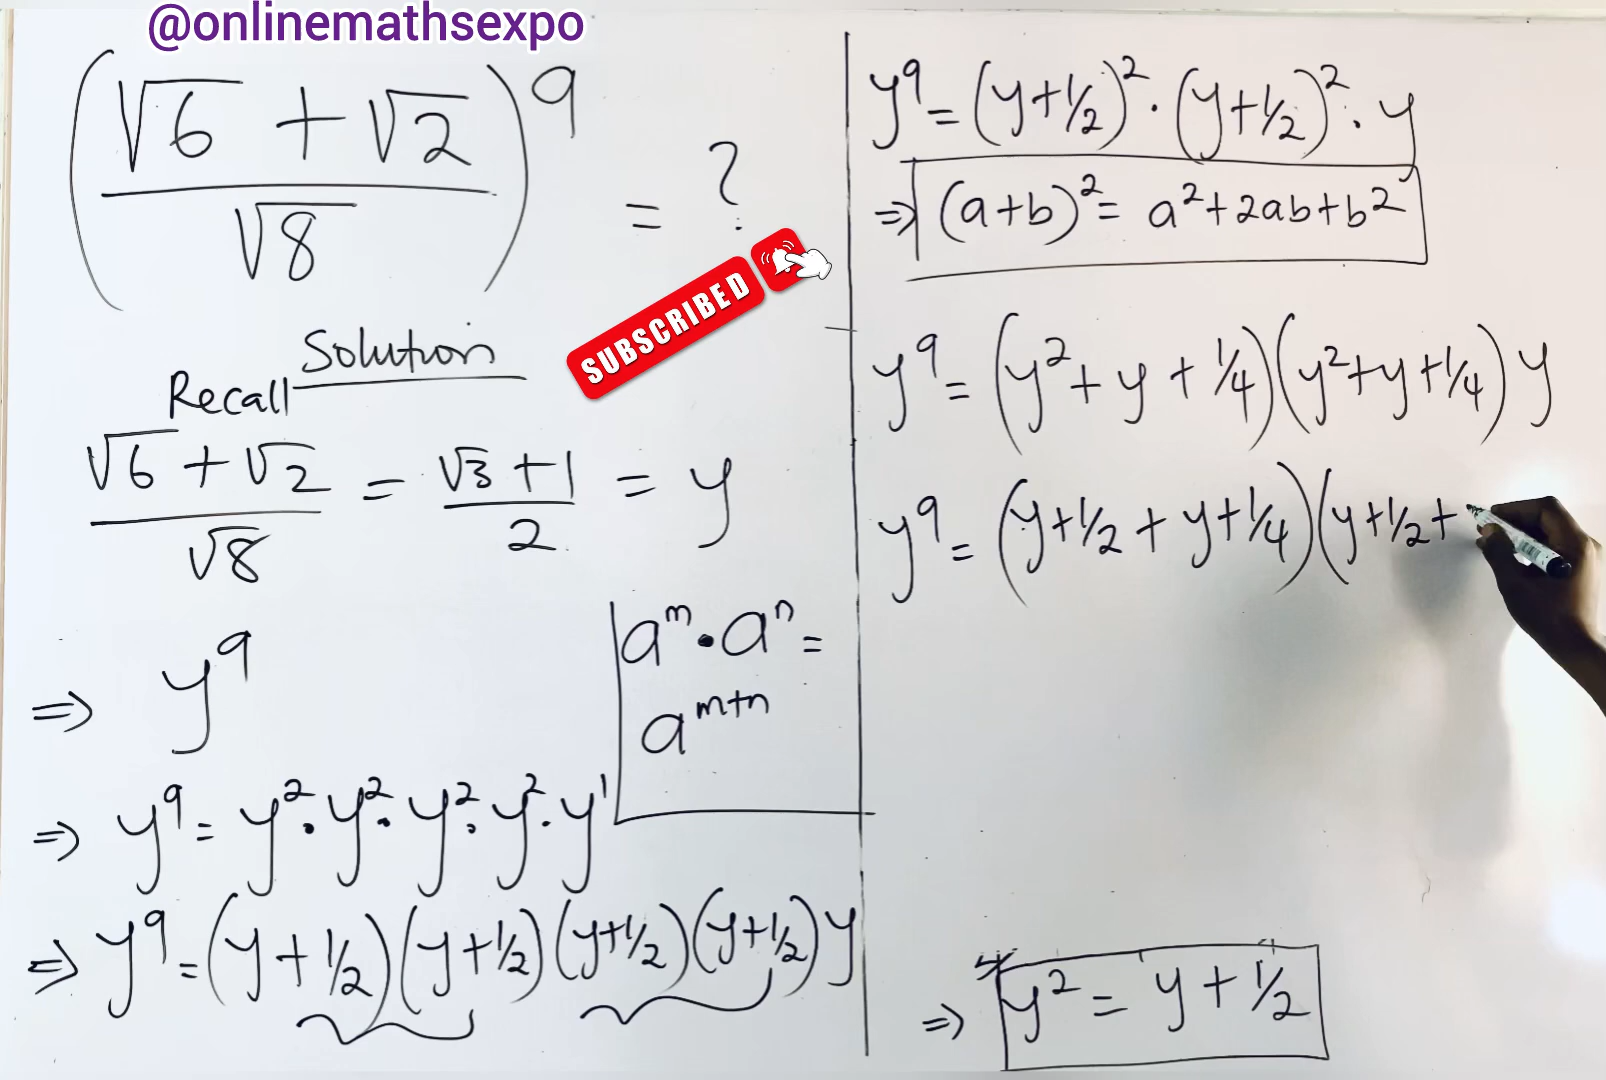 @onlinemathsexpo
(√6 + √2 / √8)^9 = ?
SUBSCRIBED
Solution
Recall
√6 + √2 / √8 = √3 + 1 / 2 = y
⇒ y^9
a^m · a^n =
a^(m+n)
⇒ y^9 = y^2 · y^2 · y^2 · y^2 · y^1
⇒ y^9 = (y + 1/2)(y + 1/2)(y + 1/2)(y + 1/2) y
y^9 = (y + 1/2)^2 · (y + 1/2)^2 · y
⇒ (a + b)^2 = a^2 + 2ab + b^2
y^9 = (y^2 + y + 1/4)(y^2 + y + 1/4) y
y^9 = (y + 1/2 + y + 1/4)(y + 1/2 +
⇒ y^2 = y + 1/2